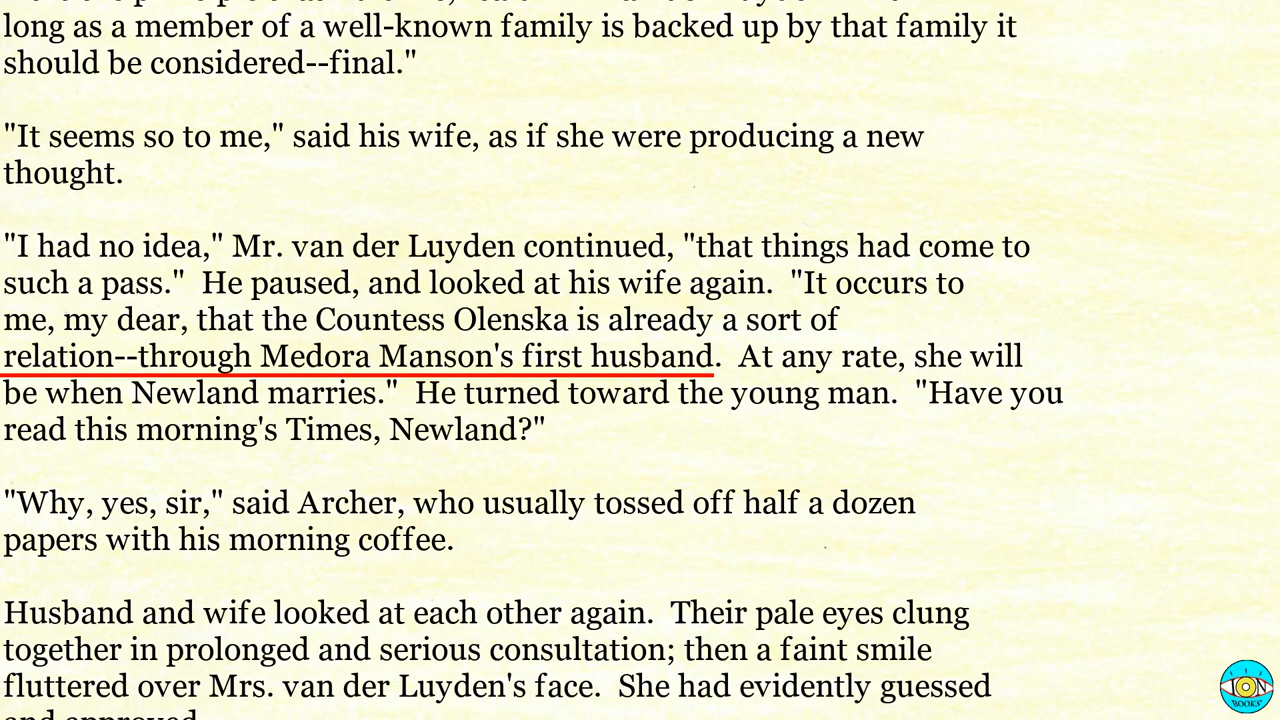 long as a member of a well-known family is backed up by that family it
should be considered--final."
"It seems so to me," said his wife, as if she were producing a new
thought.
"I had no idea," Mr. van der Luyden continued, "that things had come to
such a pass."  He paused, and looked at his wife again.  "It occurs to
me, my dear, that the Countess Olenska is already a sort of
relation--through Medora Manson's first husband.  At any rate, she will
be when Newland marries."  He turned toward the young man.  "Have you
read this morning's Times, Newland?"
"Why, yes, sir," said Archer, who usually tossed off half a dozen
papers with his morning coffee.
Husband and wife looked at each other again.  Their pale eyes clung
together in prolonged and serious consultation; then a faint smile
fluttered over Mrs. van der Luyden's face.  She had evidently guessed
and approved.
ION
BOOKS